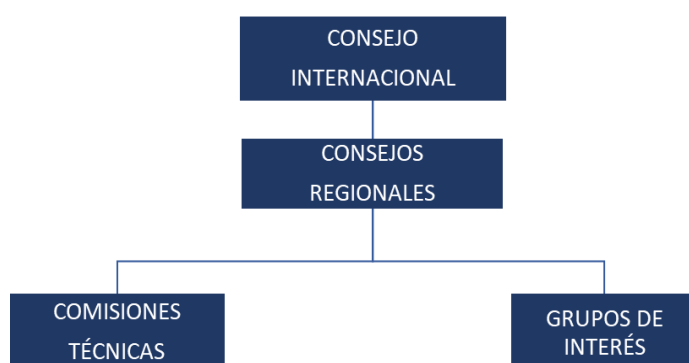 CONSEJO
INTERNACIONAL
CONSEJOS
REGIONALES
COMISIONES
TÉCNICAS
GRUPOS DE
INTERÉS